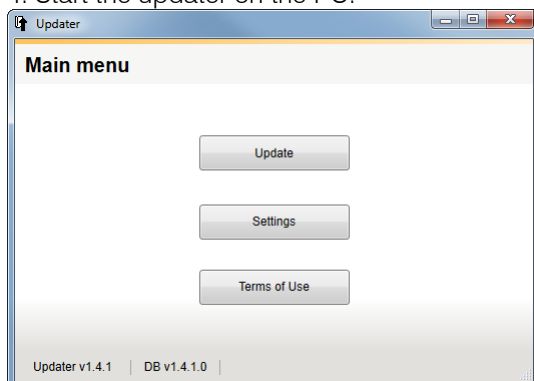 4. Start the updater on the PC.
Updater
Main menu
Update
Settings
Terms of Use
Updater v1.4.1 | DB v1.4.1.0 |